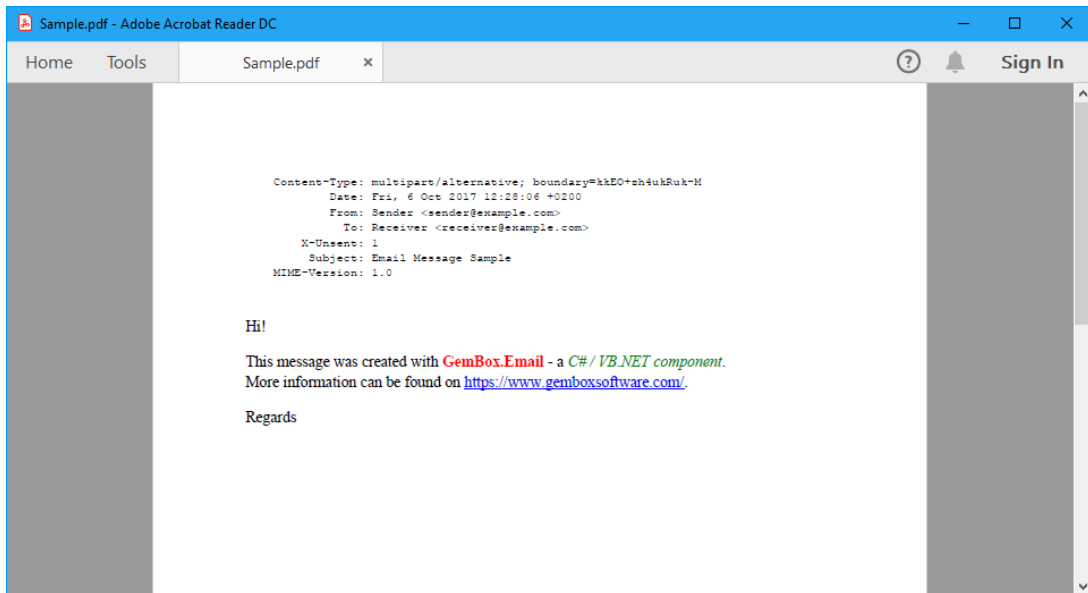 Sample.pdf - Adobe Acrobat Reader DC
Home Tools Sample.pdf × ? Sign In
Content-Type: multipart/alternative; boundary=kkEO+zh4ukRuk-M
Date: Fri, 6 Oct 2017 12:28:06 +0200
From: Sender <sender@example.com>
To: Receiver <receiver@example.com>
X-Unsent: 1
Subject: Email Message Sample
MIME-Version: 1.0
Hi!
This message was created with GemBox.Email - a C# / VB.NET component.
More information can be found on https://www.gemboxsoftware.com/.
Regards